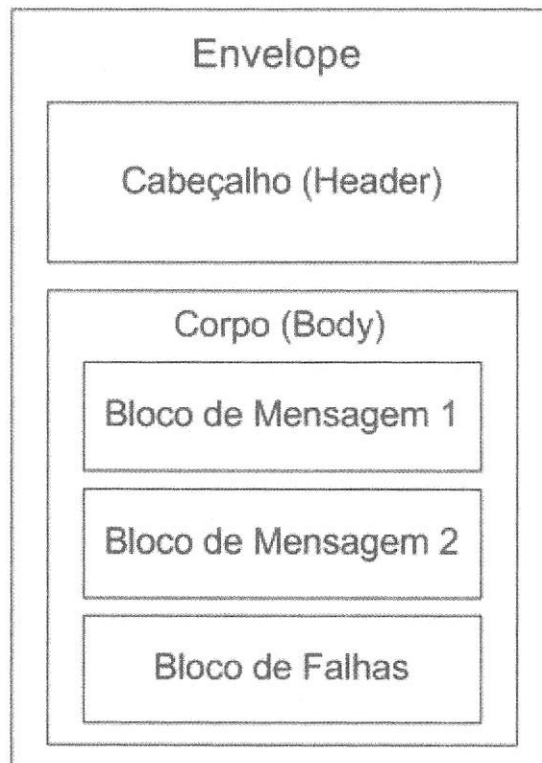 Envelope
Cabeçalho (Header)
Corpo (Body)
Bloco de Mensagem 1
Bloco de Mensagem 2
Bloco de Falhas